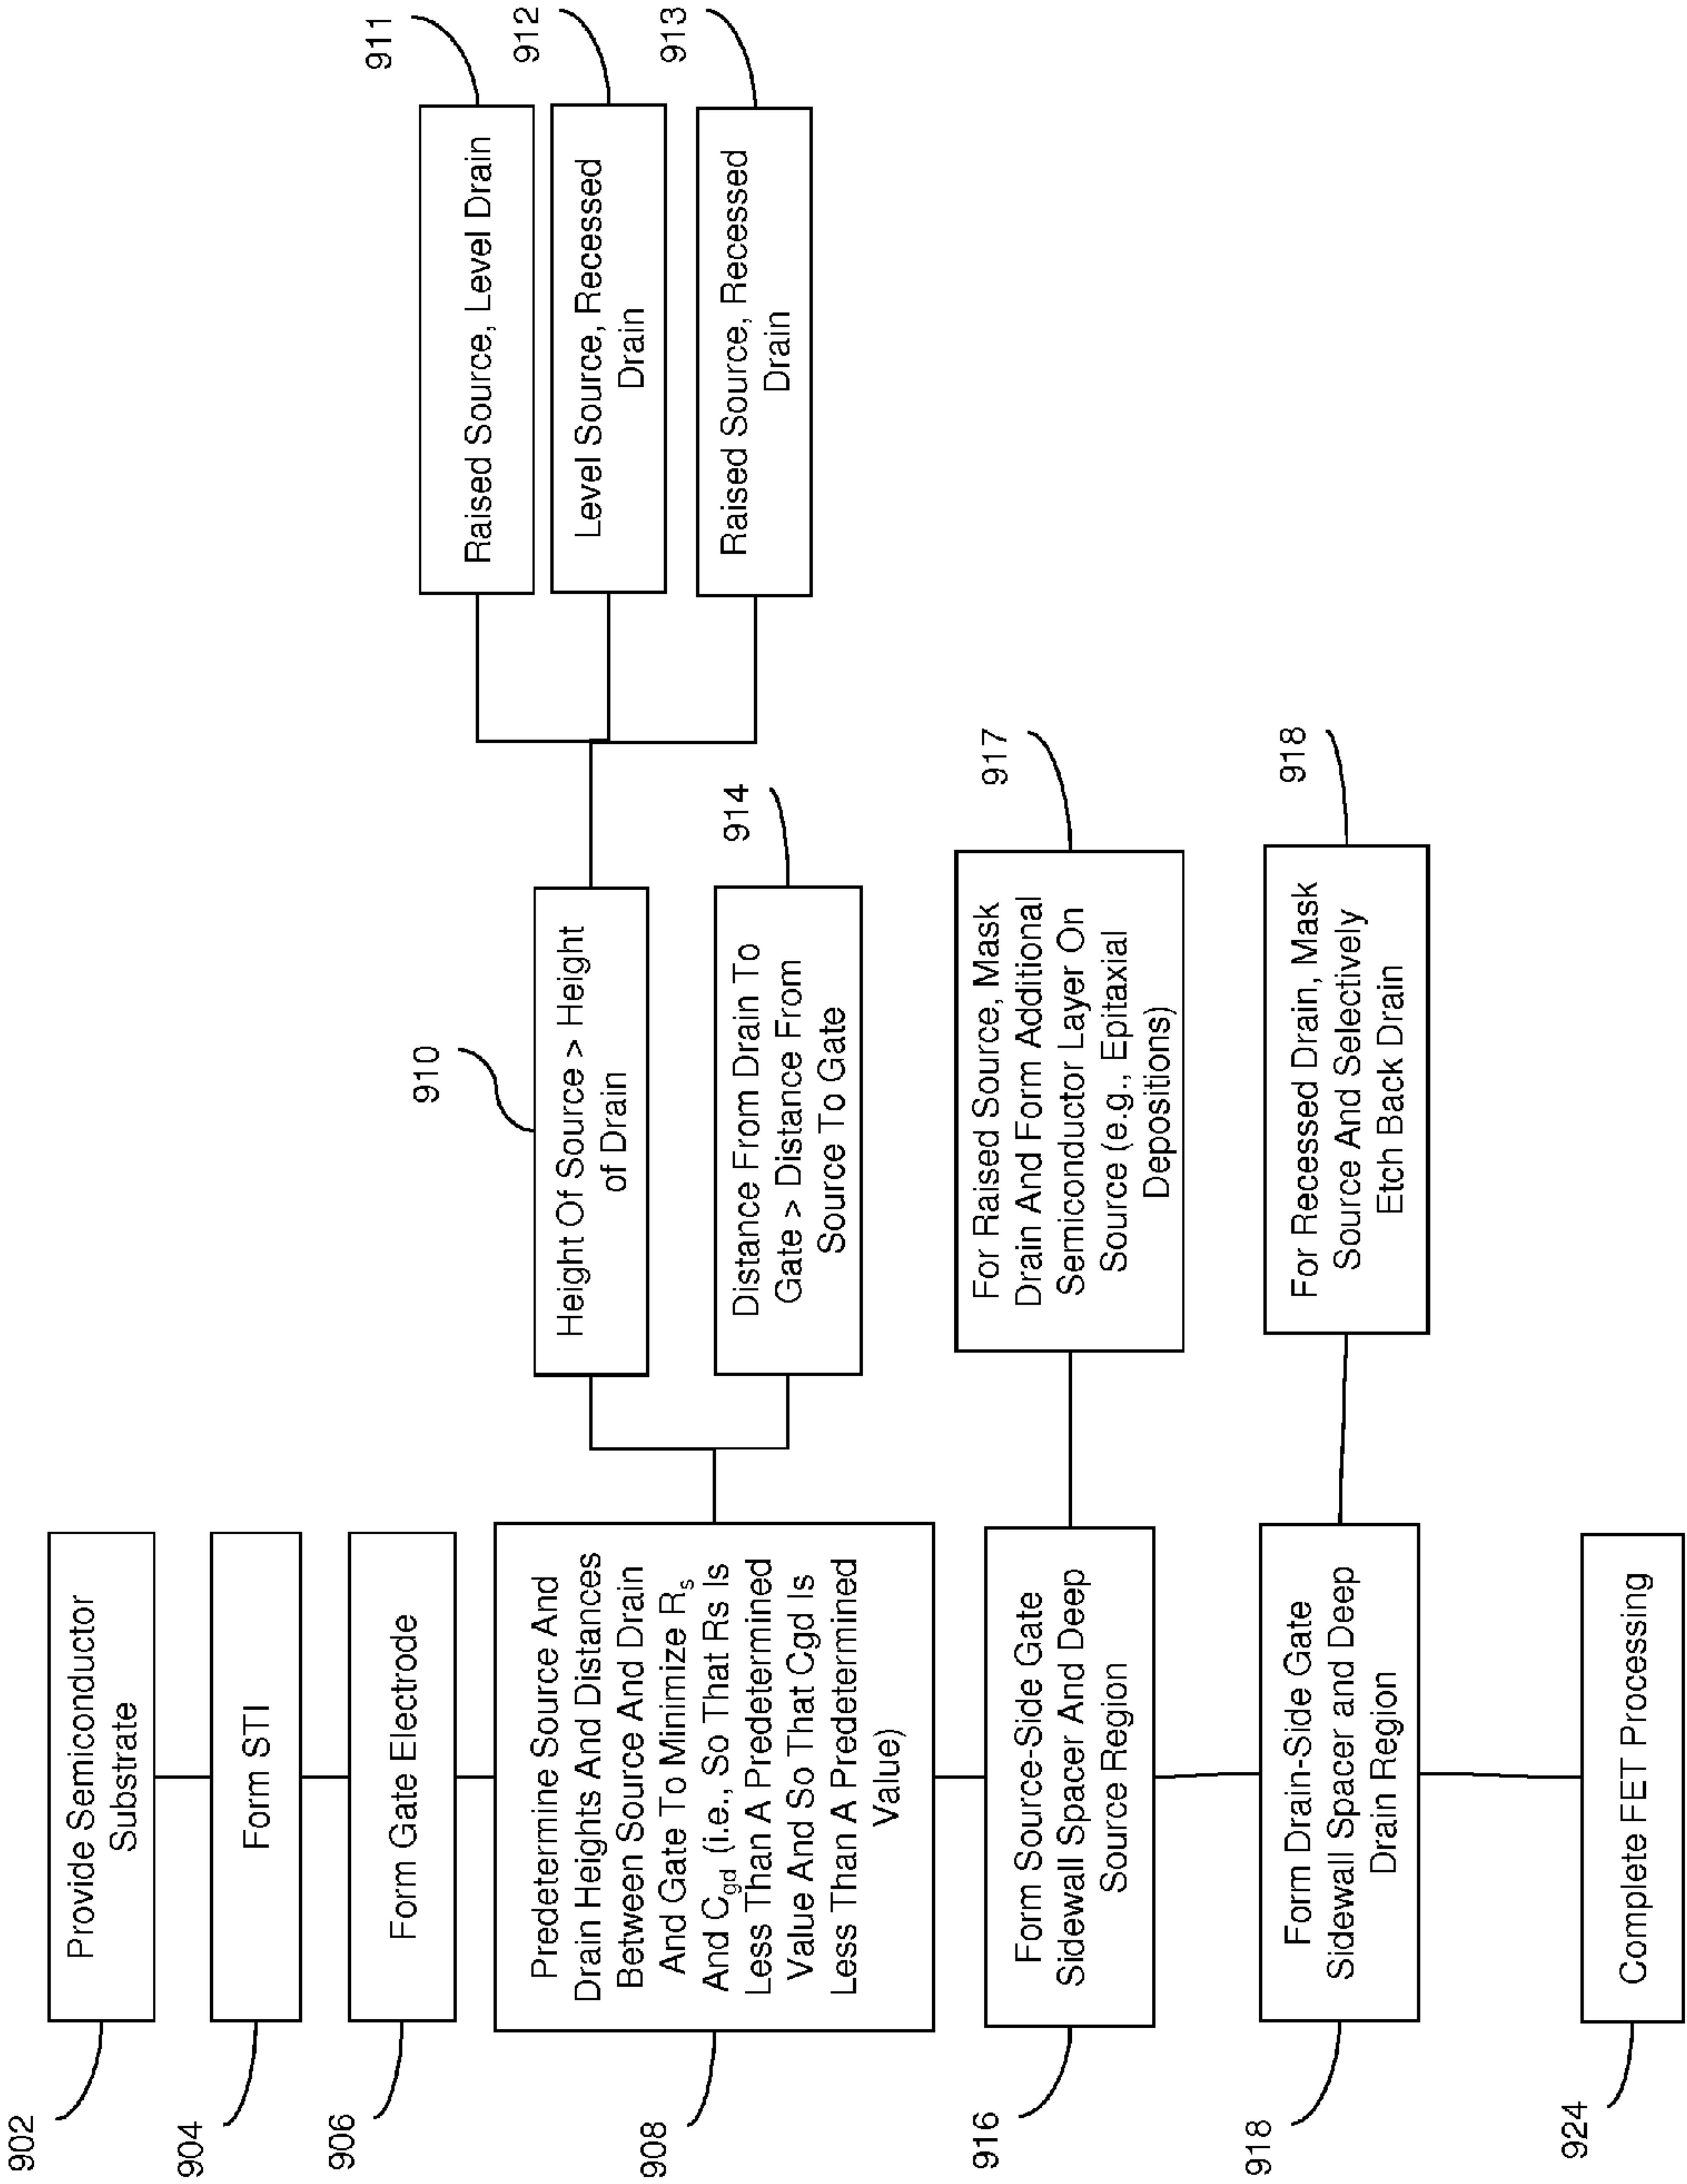 902
Provide Semiconductor
Substrate
904
Form STI
906
Form Gate Electrode
908
Predetermine Source And
Drain Heights And Distances
Between Source And Drain
And Gate To Minimize Rs
And Cgd (i.e., So That Rs Is
Less Than A Predetermined
Value And So That Cgd Is
Less Than A Predetermined
Value)
910
Height Of Source > Height
of Drain
911
Raised Source, Level Drain
912
Level Source, Recessed
Drain
913
Raised Source, Recessed
Drain
914
Distance From Drain To
Gate > Distance From
Source To Gate
916
Form Source-Side Gate
Sidewall Spacer And Deep
Source Region
917
For Raised Source, Mask
Drain And Form Additional
Semiconductor Layer On
Source (e.g., Epitaxial
Depositions)
918
Form Drain-Side Gate
Sidewall Spacer and Deep
Drain Region
918
For Recessed Drain, Mask
Source And Selectively
Etch Back Drain
924
Complete FET Processing